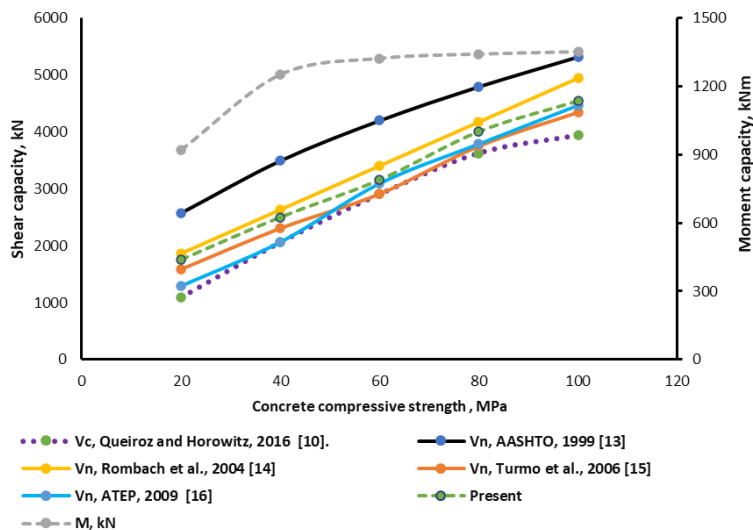 6000
5000
4000
3000
2000
1000
0
Shear capacity, kN
1500
1200
900
600
300
0
Moment capacity, kNm
0 20 40 60 80 100 120
Concrete compressive strength , MPa
Vc, Queiroz and Horowitz, 2016 [10]. Vn, AASHTO, 1999 [13]
Vn, Rombach et al., 2004 [14] Vn, Turmo et al., 2006 [15]
Vn, ATEP, 2009 [16] Present
M, kN